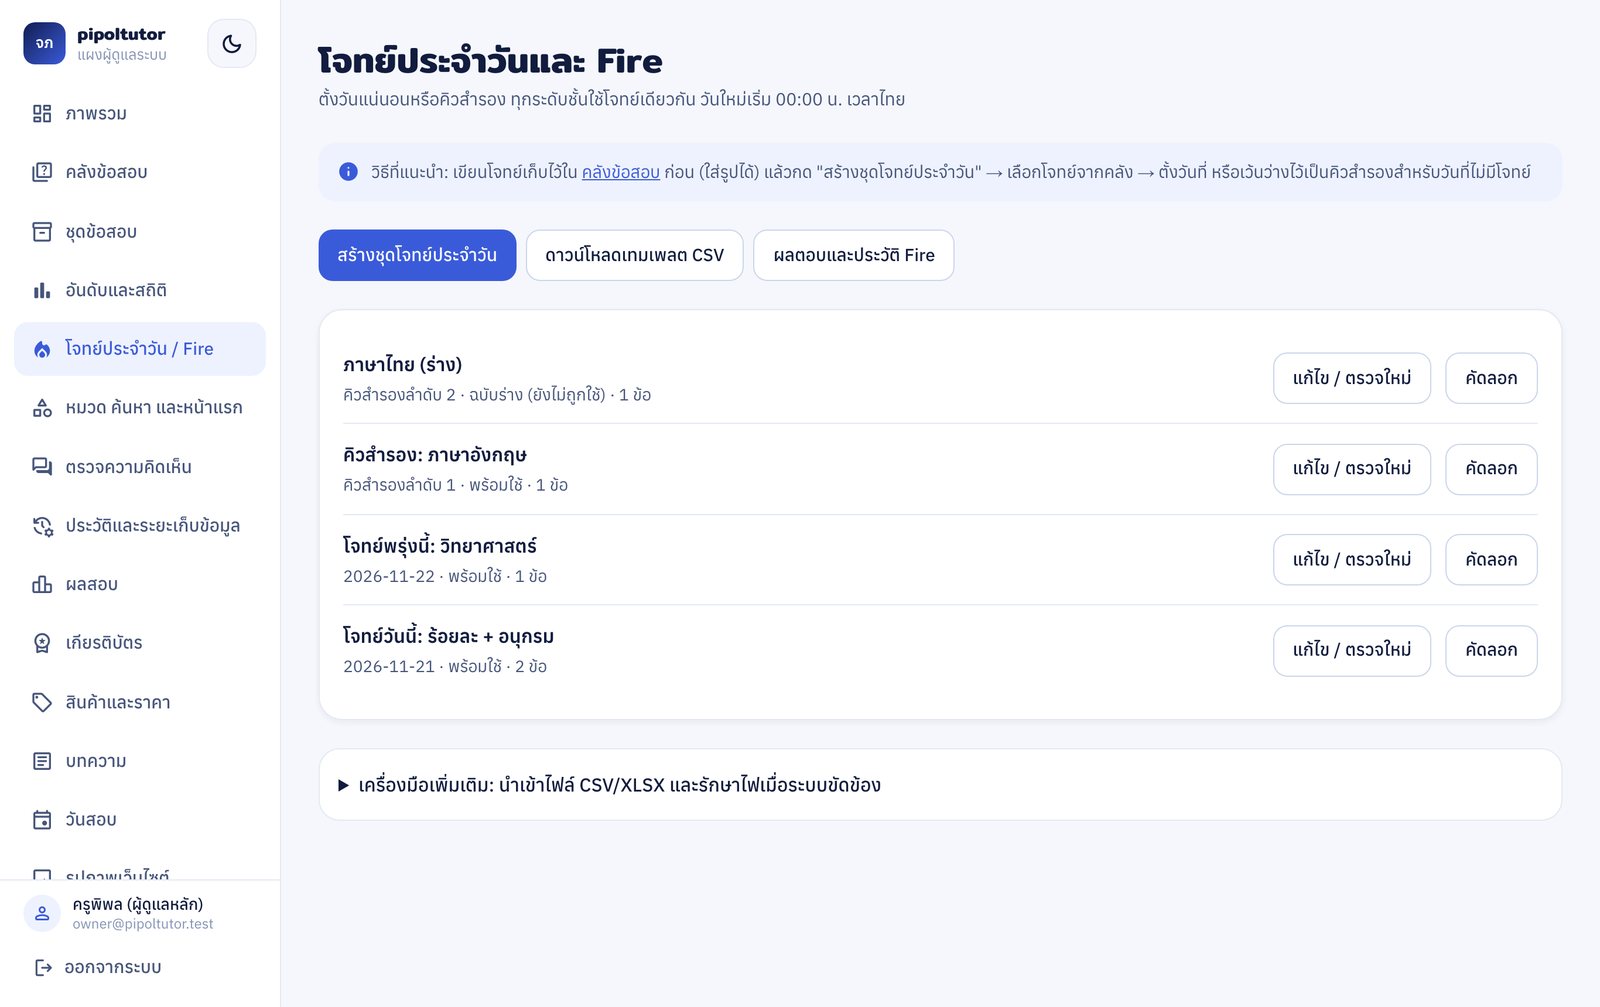 จภ
pipoltutor
แผงผู้ดูแลระบบ
ภาพรวม
คลังข้อสอบ
ชุดข้อสอบ
อันดับและสถิติ
โจทย์ประจำวัน / Fire
หมวด ค้นหา และหน้าแรก
ตรวจความคิดเห็น
ประวัติและระยะเก็บข้อมูล
ผลสอบ
เกียรติบัตร
สินค้าและราคา
บทความ
วันสอบ
รูปภาพเว็บไซต์
ครูพิพล (ผู้ดูแลหลัก)
owner@pipoltutor.test
ออกจากระบบ
โจทย์ประจำวันและ Fire
ตั้งวันแน่นอนหรือคิวสำรอง ทุกระดับชั้นใช้โจทย์เดียวกัน วันใหม่เริ่ม 00:00 น. เวลาไทย
วิธีที่แนะนำ: เขียนโจทย์เก็บไว้ใน คลังข้อสอบ ก่อน (ใส่รูปได้) แล้วกด "สร้างชุดโจทย์ประจำวัน" → เลือกโจทย์จากคลัง → ตั้งวันที่ หรือเว้นว่างไว้เป็นคิวสำรองสำหรับวันที่ไม่มีโจทย์
สร้างชุดโจทย์ประจำวัน
ดาวน์โหลดเทมเพลต CSV
ผลตอบและประวัติ Fire
ภาษาไทย (ร่าง)
คิวสำรองลำดับ 2 · ฉบับร่าง (ยังไม่ถูกใช้) · 1 ข้อ
แก้ไข / ตรวจใหม่
คัดลอก
คิวสำรอง: ภาษาอังกฤษ
คิวสำรองลำดับ 1 · พร้อมใช้ · 1 ข้อ
แก้ไข / ตรวจใหม่
คัดลอก
โจทย์พรุ่งนี้: วิทยาศาสตร์
2026-11-22 · พร้อมใช้ · 1 ข้อ
แก้ไข / ตรวจใหม่
คัดลอก
โจทย์วันนี้: ร้อยละ + อนุกรม
2026-11-21 · พร้อมใช้ · 2 ข้อ
แก้ไข / ตรวจใหม่
คัดลอก
เครื่องมือเพิ่มเติม: นำเข้าไฟล์ CSV/XLSX และรักษาไฟเมื่อระบบขัดข้อง